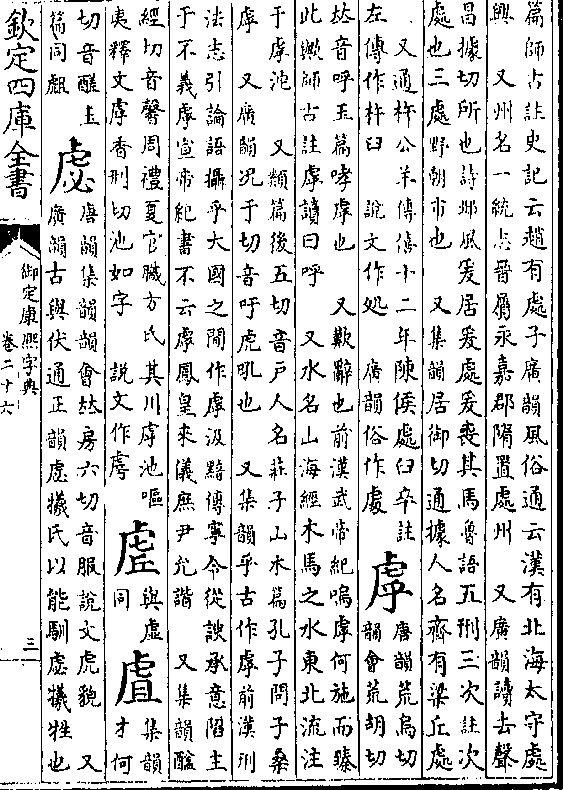 篇師古註史記云趙有處子廣韻風俗通云漢有北海太守處
興　又州名一統志晉屬永嘉郡隋置處州　又廣韻讀去聲
昌據切所也詩邶風爰居爰處爰喪其馬魯語五刑三次註次
處也三處野朝市也　又集韻居御切通據人名齊有梁丘處
　又通杵公羊傳僖十二年陳侯處臼卒註
左傳作杵臼　說文作処　廣韻俗作䖏
虖
唐韻荒烏切
韻會荒胡切
𠀤音呼玉篇哮虖也　又歎辭也前漢武帝紀嗚虖何施而臻
此歟師古註虖讀曰呼　又水名山海經木馬之水東北流注
于虖沱　又類篇後五切音戸人名莊子山木篇孔子問子桑
虖　又廣韻況于切音吁虎吼也　又集韻乎古作虖前漢刑
法志引論語攝乎大國之閒作虖汲黯傳寧令從諛承意陷主
于不義虖宣帝紀書不云虖鳳皇來儀庶尹允諧　又集韻醯
經切音馨周禮夏官職方氏其川虖池嘔
夷釋文虖香刑切池如字　說文作虖
虗
與虛
同
䖈
集韻
才何
切音醝玉
篇同䖕
虙
唐韻集韻韻會𠀤房六切音服說文虎貌　又
廣韻古與伏通正韻虙犧氏以能馴虙犧牲也
欽定四庫全書
御定康熙字典
卷二十六
三